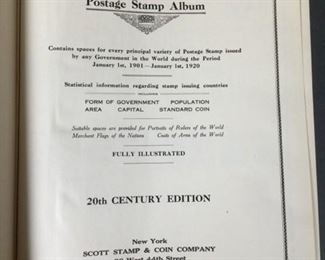 Postage Stamp Album
Contains spaces for every principal variety of Postage Stamp issued
by any Government in the World during the Period
January 1st, 1901—January 1st, 1920
Statistical information regarding stamp issuing countries
INCLUDING
FORM OF GOVERNMENT POPULATION
AREA CAPITAL STANDARD COIN
Suitable spaces are provided for Portraits of Rulers of the World
Merchant Flags of the Nations Coats of Arms of the World
FULLY ILLUSTRATED
20th CENTURY EDITION
New York
SCOTT STAMP & COIN COMPANY
West 44th Street